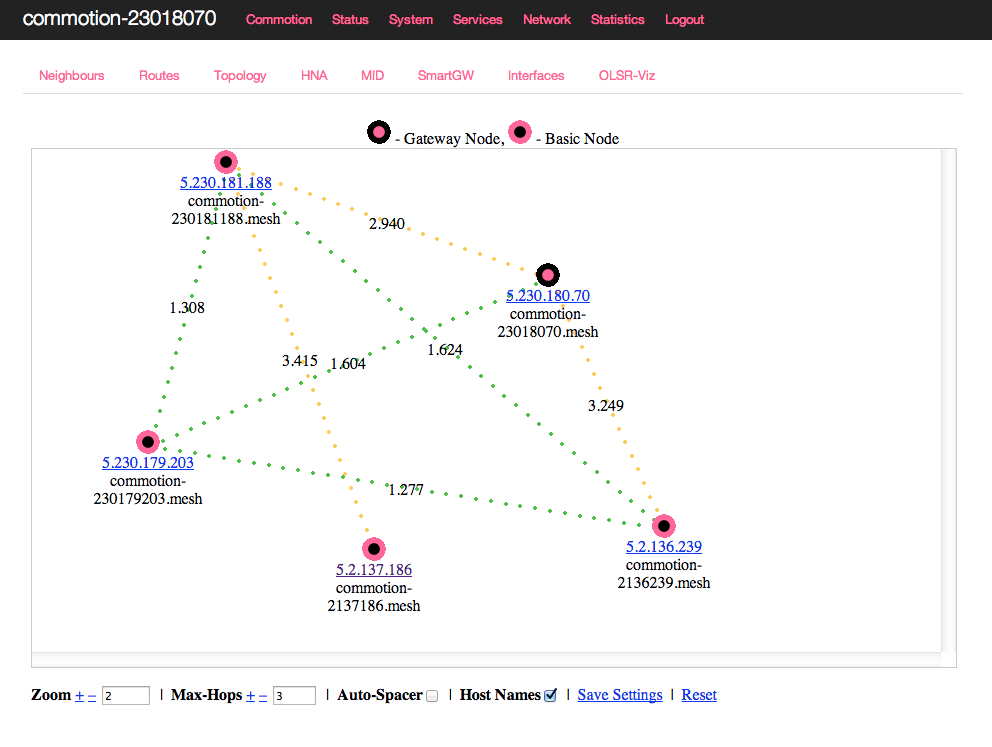 commotion-23018070 Commotion Status System Services Network Statistics Logout
Neighbours Routes Topology HNA MID SmartGW Interfaces OLSR-Viz
- Gateway Node, - Basic Node
5.230.181.188
commotion-
230181188.mesh
2.940
5.230.180.70
commotion-
23018070.mesh
1.308
3.415
1.604
1.624
3.249
5.230.179.203
commotion-
230179203.mesh
1.277
5.2.136.239
commotion-
2136239.mesh
5.2.137.186
commotion-
2137186.mesh
Zoom + – 2 | Max-Hops + – 3 | Auto-Spacer | Host Names | Save Settings | Reset